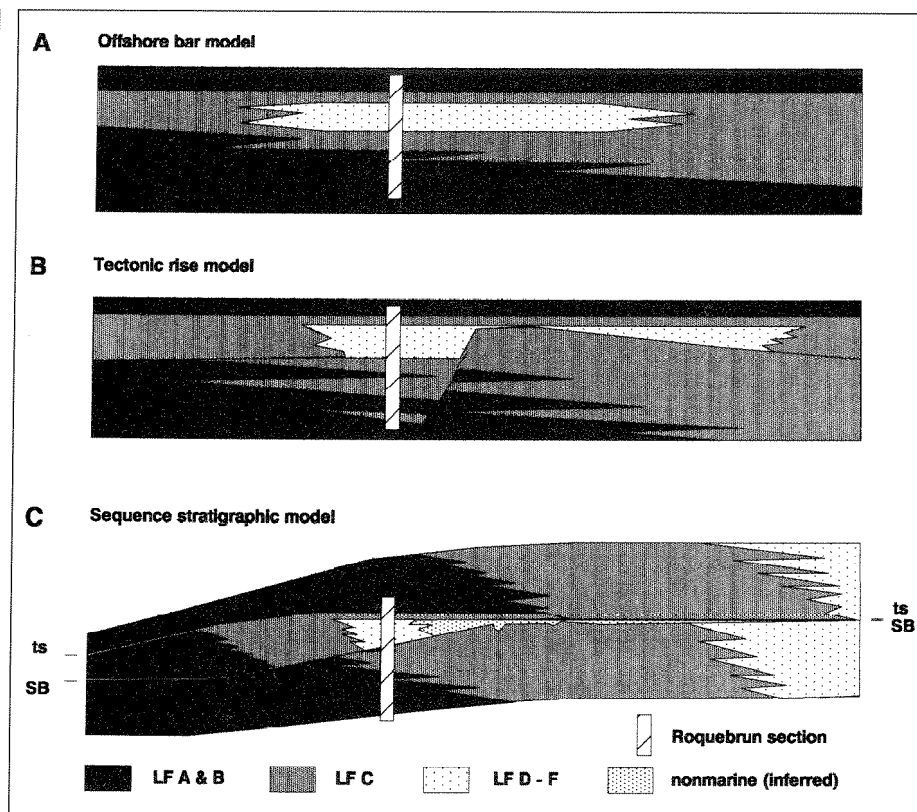 A Offshore bar model
B Tectonic rise model
C Sequence stratigraphic model
ts
SB
ts
SB
Roquebrun section
LF A & B
LF C
LF D - F
nonmarine (inferred)